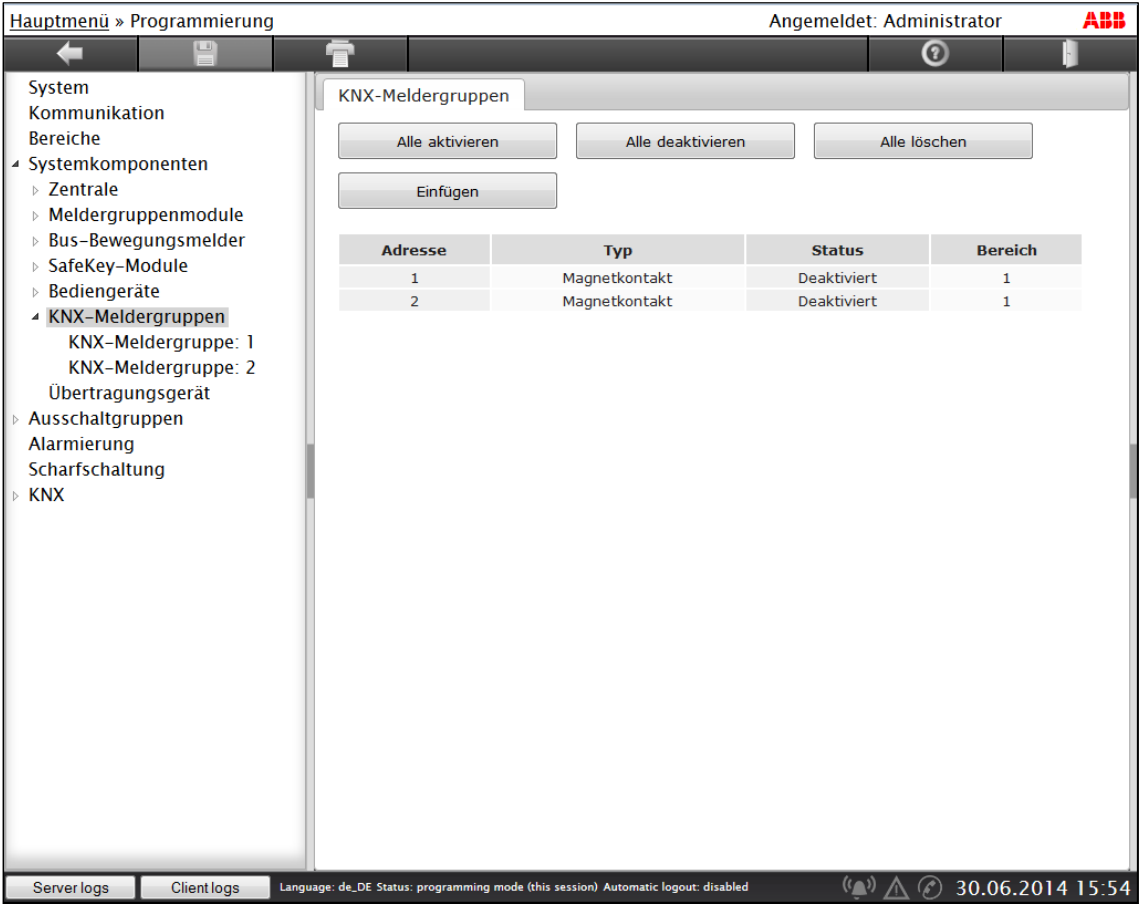 Hauptmenü » Programmierung Angemeldet: Administrator ABB
System
Kommunikation
Bereiche
Systemkomponenten
Zentrale
Meldergruppenmodule
Bus-Bewegungsmelder
SafeKey-Module
Bediengeräte
KNX-Meldergruppen
KNX-Meldergruppe: 1
KNX-Meldergruppe: 2
Übertragungsgerät
Ausschaltgruppen
Alarmierung
Scharfschaltung
KNX
KNX-Meldergruppen
Alle aktivieren Alle deaktivieren Alle löschen
Einfügen
Adresse Typ Status Bereich
1 Magnetkontakt Deaktiviert 1
2 Magnetkontakt Deaktiviert 1
Server logs Client logs Language: de_DE Status: programming mode (this session) Automatic logout: disabled 30.06.2014 15:54